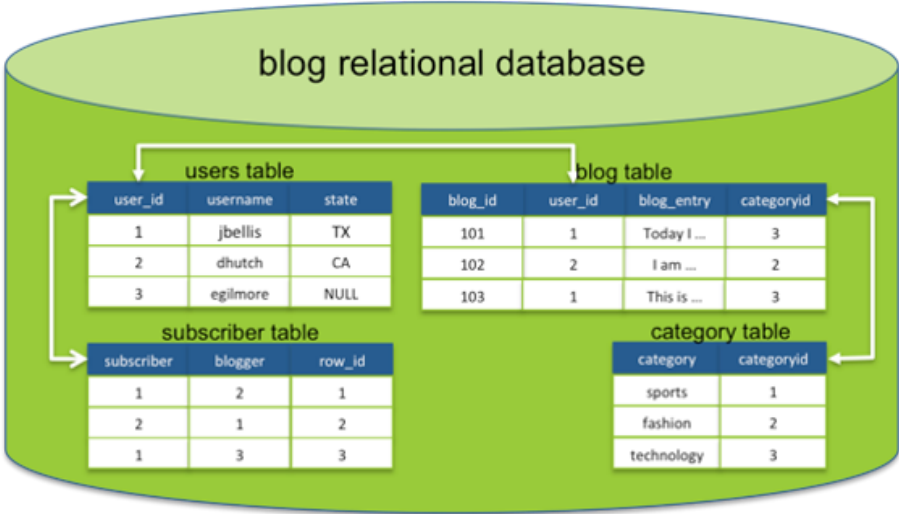 blog relational database
users table
user_id username state
1 jbellis TX
2 dhutch CA
3 egilmore NULL
blog table
blog_id user_id blog_entry categoryid
101 1 Today I ... 3
102 2 I am ... 2
103 1 This is ... 3
subscriber table
subscriber blogger row_id
1 2 1
2 1 2
1 3 3
category table
category categoryid
sports 1
fashion 2
technology 3